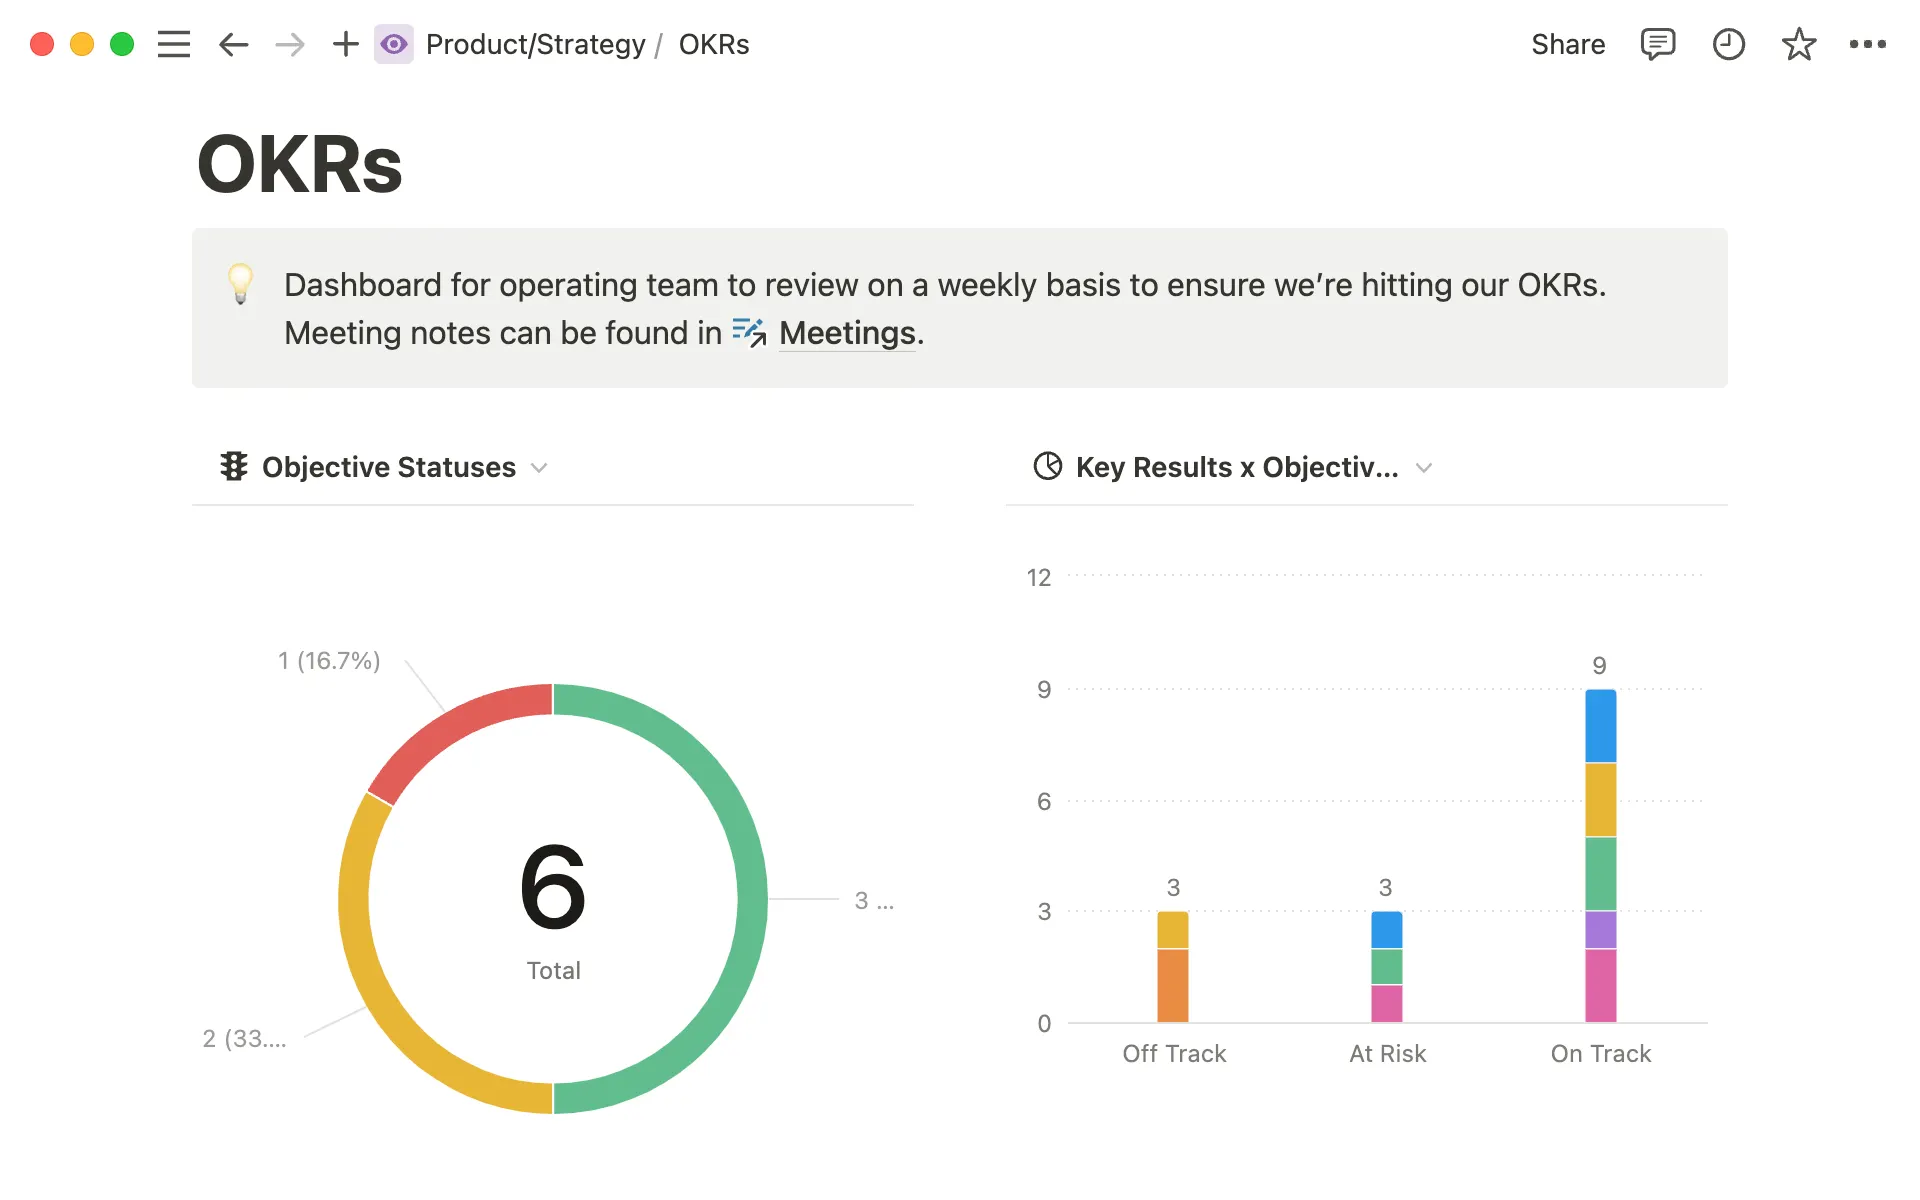 Product/Strategy / OKRs
Share
OKRs
Dashboard for operating team to review on a weekly basis to ensure we’re hitting our OKRs.
Meeting notes can be found in Meetings.
Objective Statuses
1 (16.7%)
6
Total
3 ...
2 (33....
Key Results x Objectiv...
12
9
9
6
3
3
3
0
Off Track
At Risk
On Track